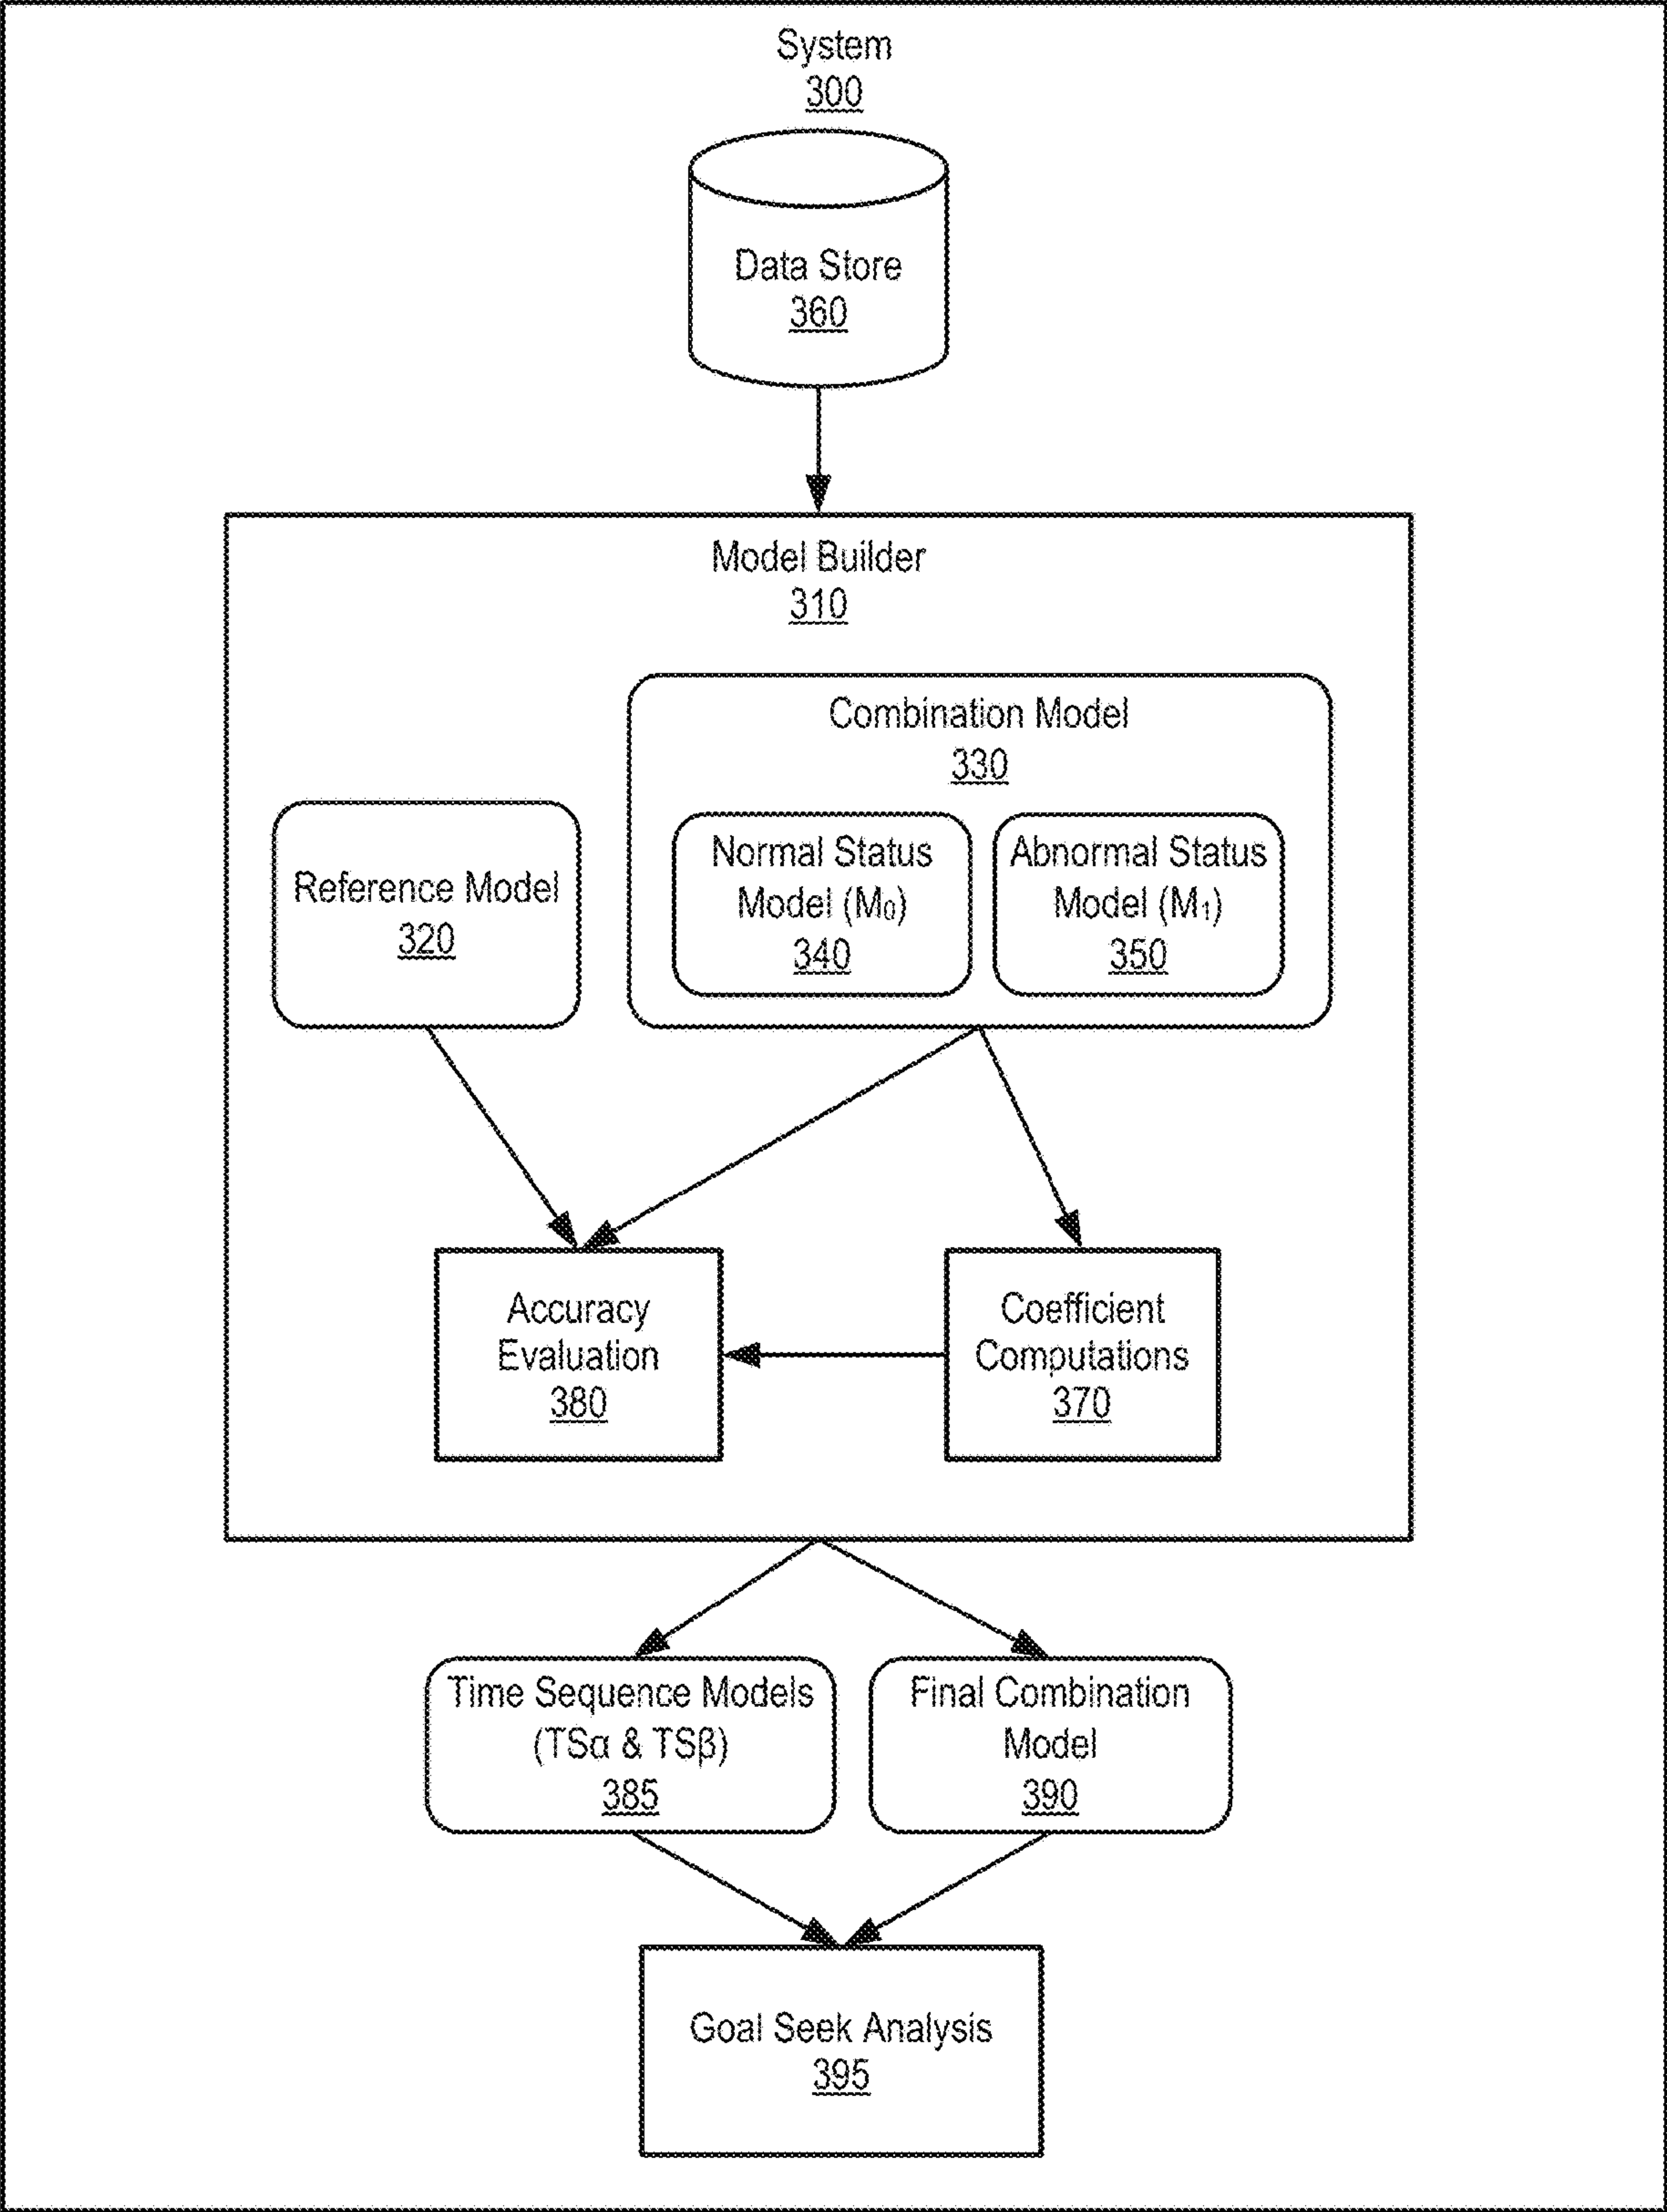 System
300
Data Store
360
Model Builder
310
Combination Model
330
Reference Model
320
Normal Status
Model (M₀)
340
Abnormal Status
Model (M₁)
350
Accuracy
Evaluation
380
Coefficient
Computations
370
Time Sequence Models
(TSα & TSβ)
385
Final Combination
Model
390
Goal Seek Analysis
395